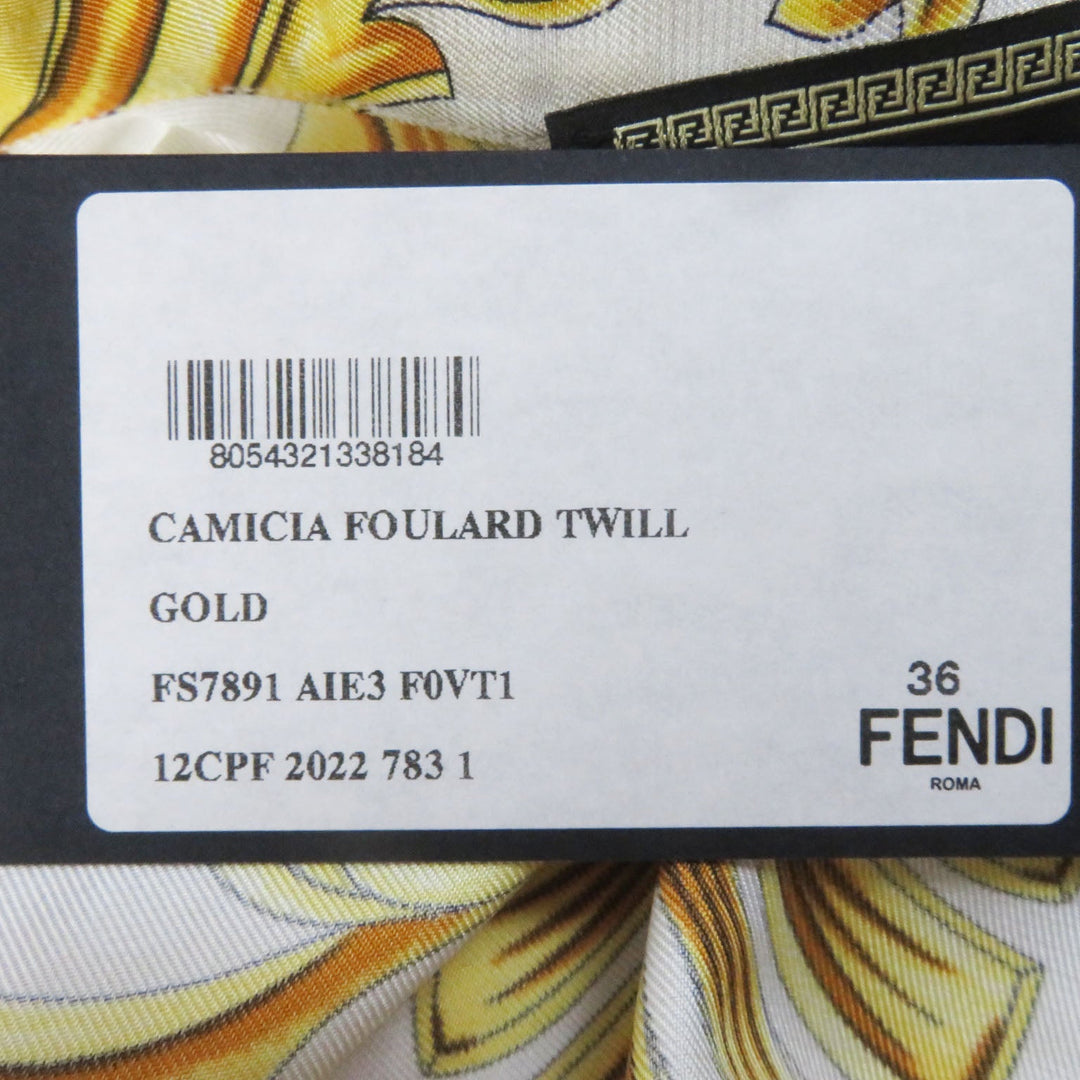 8054321338184
CAMICIA FOULARD TWILL
GOLD
FS7891 AIE3 F0VT1
12CPF 2022 783 1
36
FENDI
ROMA